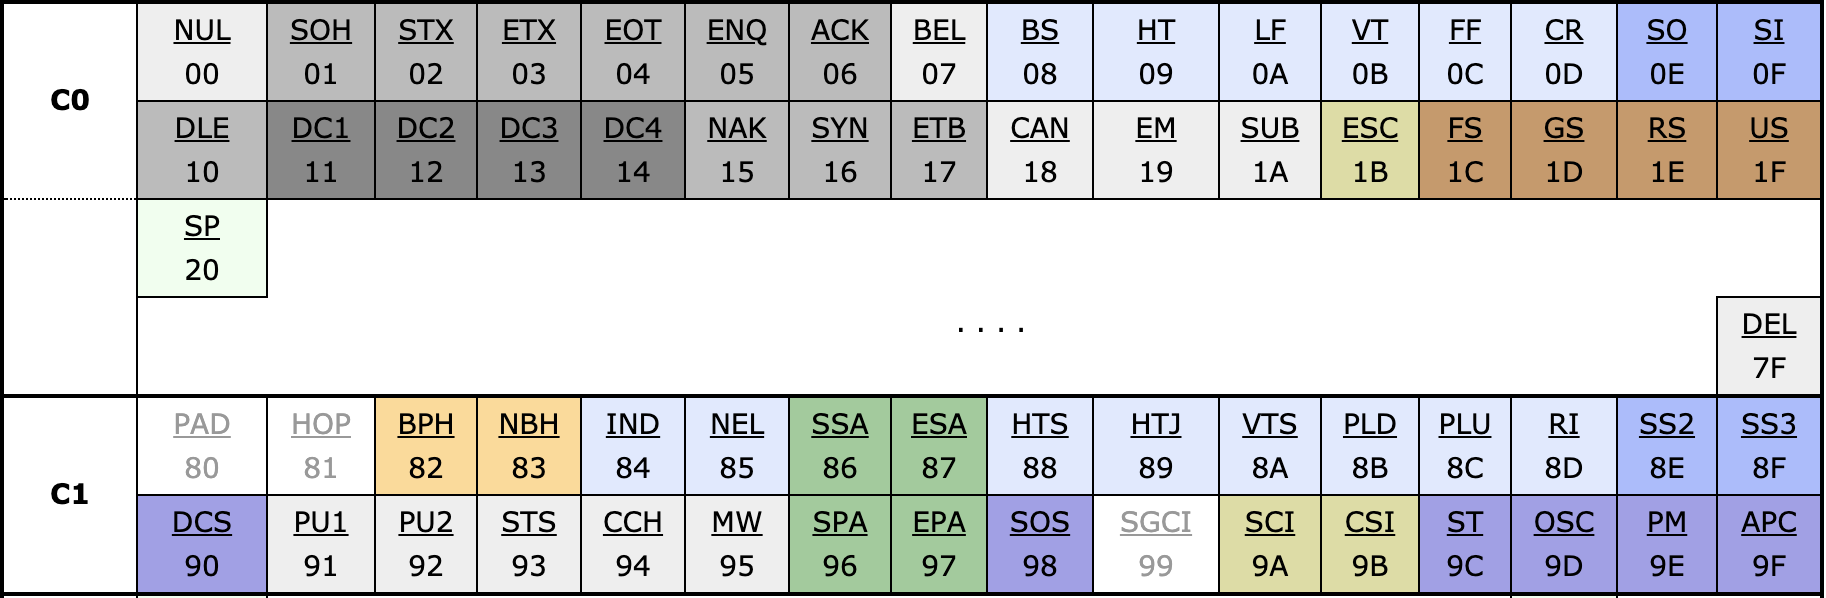 NUL SOH STX ETX EOT ENQ ACK BEL BS HT LF VT FF CR SO SI
00 01 02 03 04 05 06 07 08 09 0A 0B 0C 0D 0E 0F
C0
DLE DC1 DC2 DC3 DC4 NAK SYN ETB CAN EM SUB ESC FS GS RS US
10 11 12 13 14 15 16 17 18 19 1A 1B 1C 1D 1E 1F
SP
20
. . . .
DEL
7F
PAD HOP BPH NBH IND NEL SSA ESA HTS HTJ VTS PLD PLU RI SS2 SS3
80 81 82 83 84 85 86 87 88 89 8A 8B 8C 8D 8E 8F
C1
DCS PU1 PU2 STS CCH MW SPA EPA SOS SGCI SCI CSI ST OSC PM APC
90 91 92 93 94 95 96 97 98 99 9A 9B 9C 9D 9E 9F